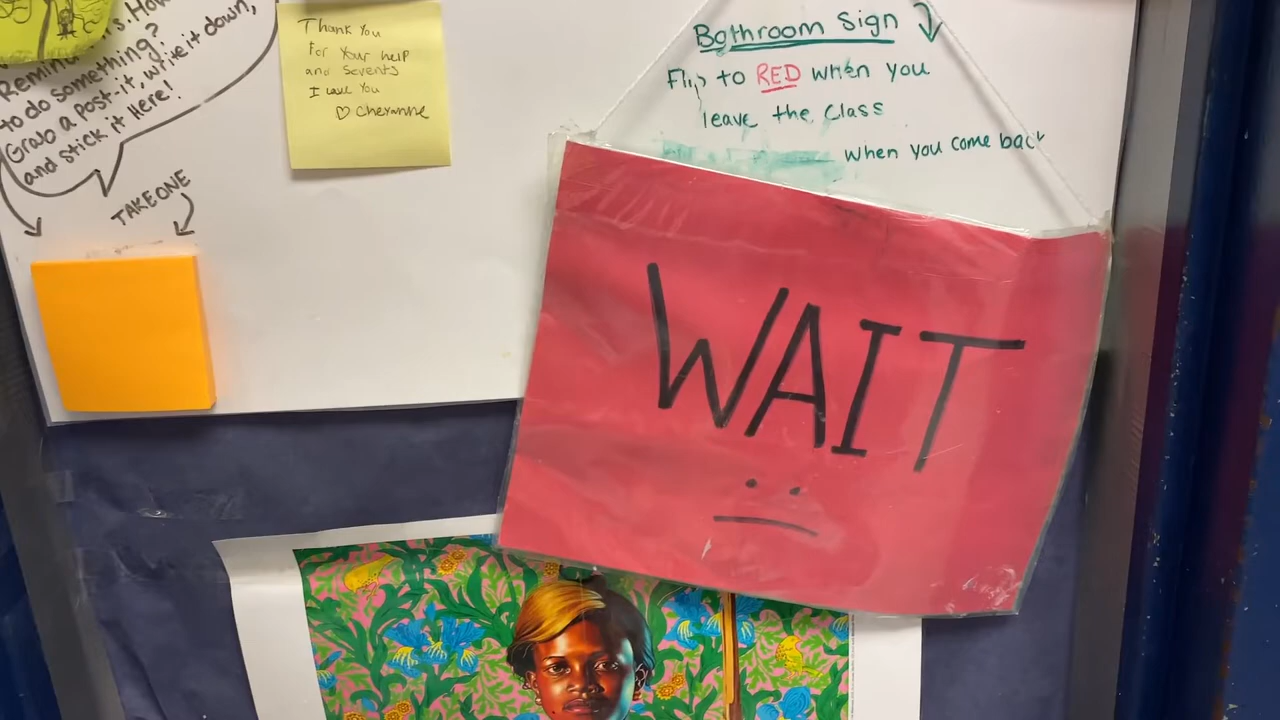 Remind
to do something?
Grab a post-it, write it down,
and stick it Here!
TAKE ONE
Thank You
For Your help
and Sevents
I Love You
♡ Cheyanne
Bathroom Sign
Flip to RED when you
leave the Class
when you come back
WAIT